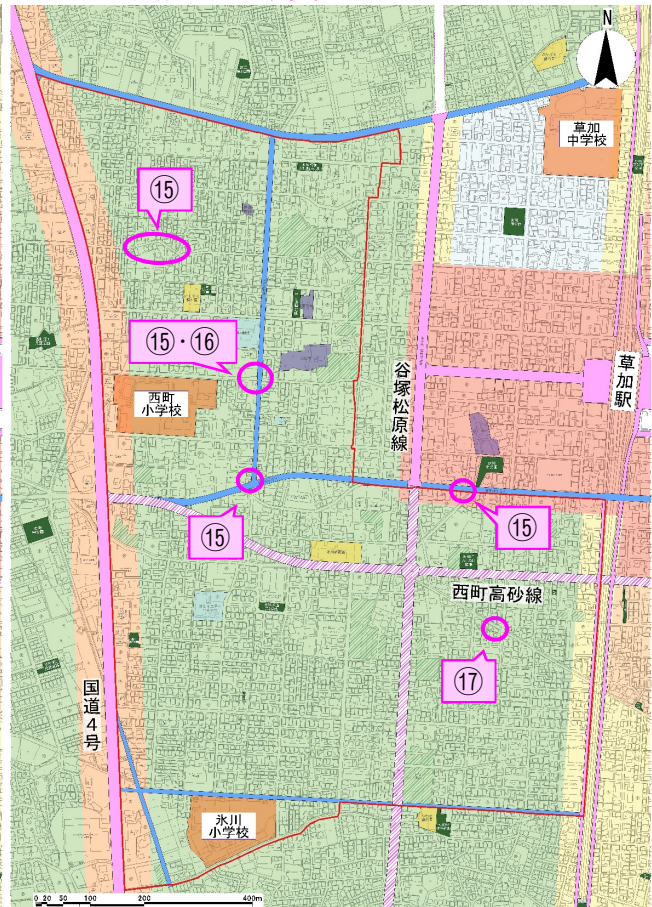 N
草加
中学校
⑮
⑮・⑯
西町
小学校
谷塚松原線
草加駅
⑮
⑮
西町高砂線
⑰
国道4号
氷川
小学校
0 20 50 100 200 400m